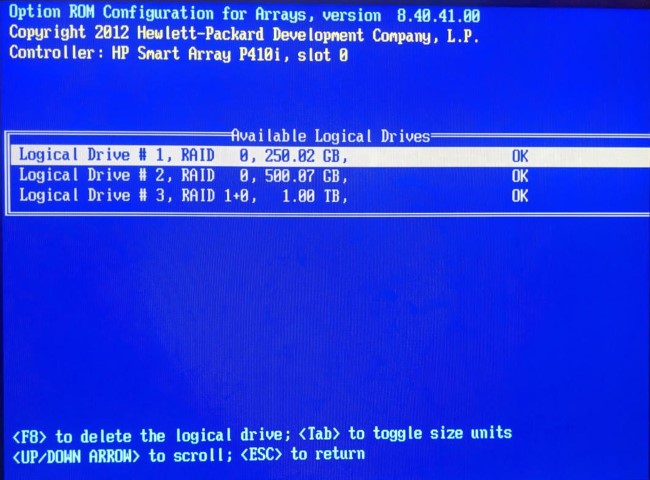 Option ROM Configuration for Arrays, version 8.40.41.00
Copyright 2012 Hewlett-Packard Development Company, L.P.
Controller: HP Smart Array P410i, slot 0
Available Logical Drives
Logical Drive # 1, RAID 0, 250.02 GB, OK
Logical Drive # 2, RAID 0, 500.07 GB, OK
Logical Drive # 3, RAID 1+0, 1.00 TB, OK
<F8> to delete the logical drive; <Tab> to toggle size units
<UP/DOWN ARROW> to scroll; <ESC> to return